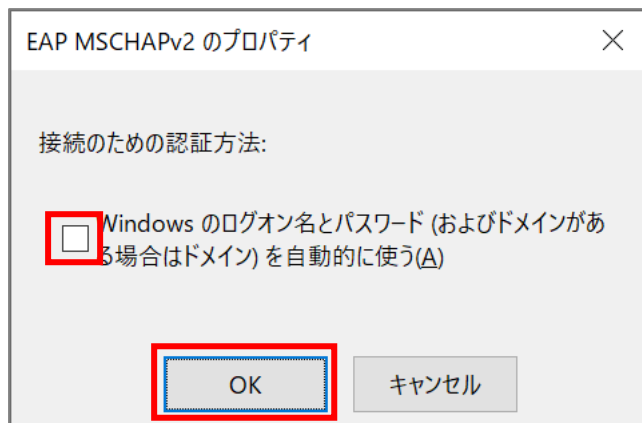 EAP MSCHAPv2 のプロパティ
接続のための認証方法:
Windows のログオン名とパスワード (およびドメインがあ
る場合はドメイン) を自動的に使う(A)
OK
キャンセル